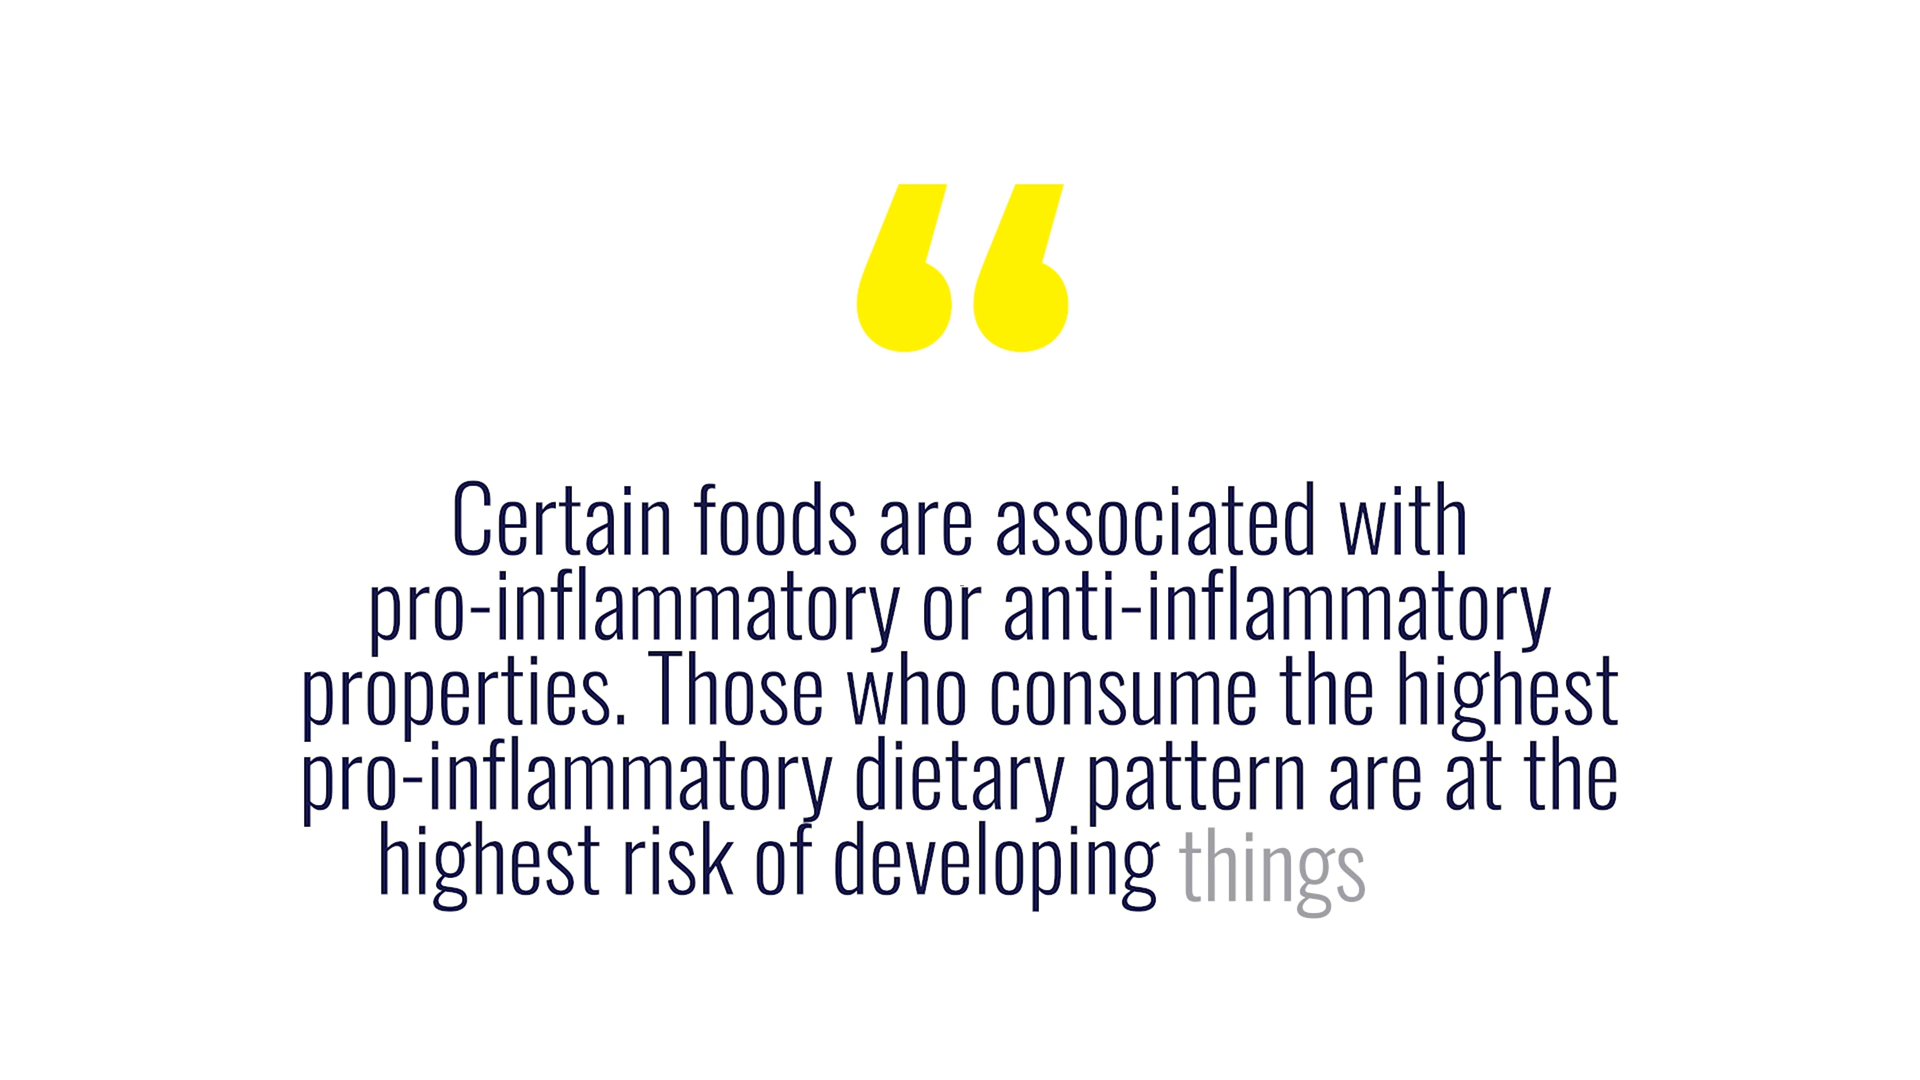 “
Certain foods are associated with
pro-inflammatory or anti-inflammatory
properties. Those who consume the highest
pro-inflammatory dietary pattern are at the
highest risk of developing things